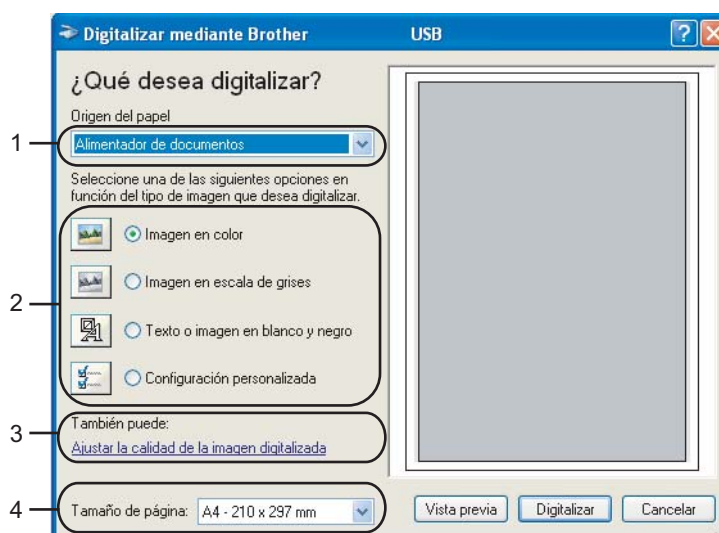 Digitalizar mediante Brother USB
¿Qué desea digitalizar?
Origen del papel
1
Alimentador de documentos
Seleccione una de las siguientes opciones en
función del tipo de imagen que desea digitalizar.
2
Imagen en color
Imagen en escala de grises
Texto o imagen en blanco y negro
Configuración personalizada
3
También puede:
Ajustar la calidad de la imagen digitalizada
4
Tamaño de página: A4 - 210 x 297 mm
Vista previa Digitalizar Cancelar